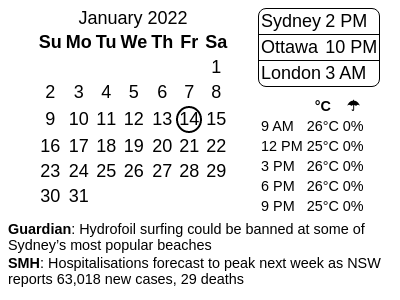 January 2022
Su Mo Tu We Th Fr Sa
1
2 3 4 5 6 7 8
9 10 11 12 13 14 15
16 17 18 19 20 21 22
23 24 25 26 27 28 29
30 31
Sydney 2 PM
Ottawa 10 PM
London 3 AM
°C ☂
9 AM 26°C 0%
12 PM 25°C 0%
3 PM 26°C 0%
6 PM 26°C 0%
9 PM 25°C 0%
Guardian: Hydrofoil surfing could be banned at some of
Sydney’s most popular beaches
SMH: Hospitalisations forecast to peak next week as NSW
reports 63,018 new cases, 29 deaths